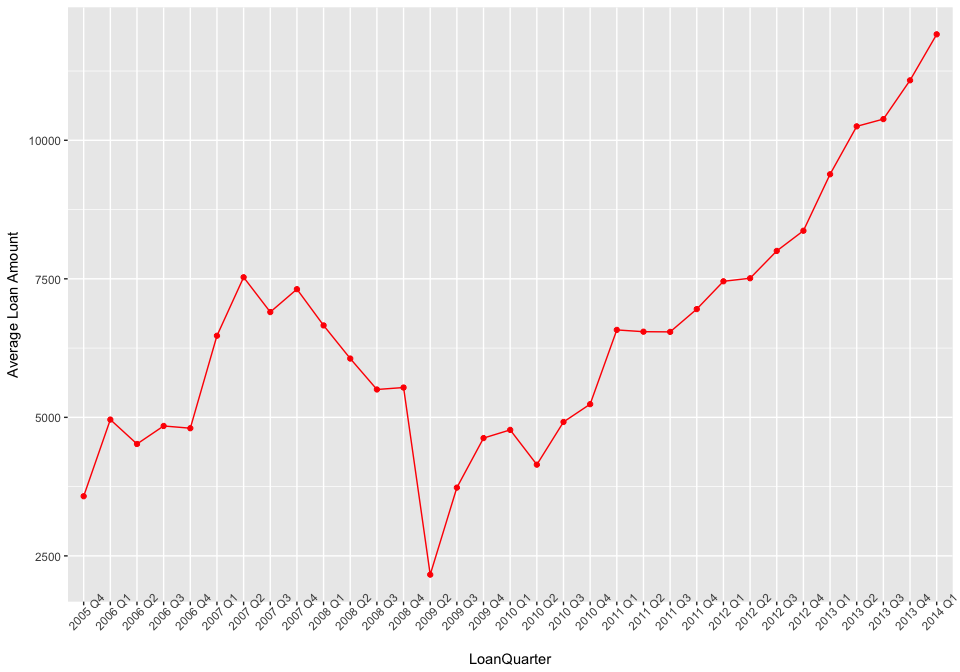 Average Loan Amount
10000
7500
5000
2500
2005 Q4
2006 Q1
2006 Q2
2006 Q3
2006 Q4
2007 Q1
2007 Q2
2007 Q3
2007 Q4
2008 Q1
2008 Q2
2008 Q3
2008 Q4
2009 Q2
2009 Q3
2009 Q4
2010 Q1
2010 Q2
2010 Q3
2010 Q4
2011 Q1
2011 Q2
2011 Q3
2011 Q4
2012 Q1
2012 Q2
2012 Q3
2012 Q4
2013 Q1
2013 Q2
2013 Q3
2013 Q4
2014 Q1
LoanQuarter